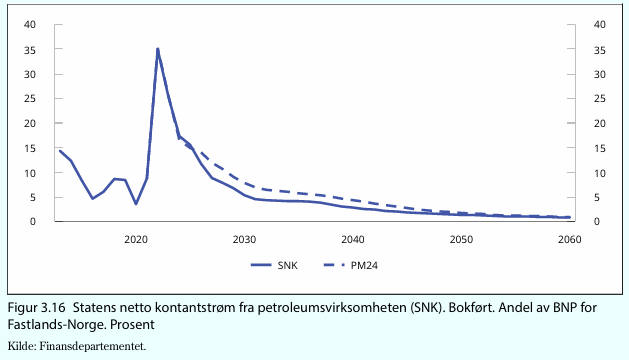 40 40
35 35
30 30
25 25
20 20
15 15
10 10
5 5
0 0
2020 2030 2040 2050 2060
SNK PM24
Figur 3.16 Statens netto kontantstrøm fra petroleumsvirksomheten (SNK). Bokført. Andel av BNP for
Fastlands-Norge. Prosent
Kilde: Finansdepartementet.